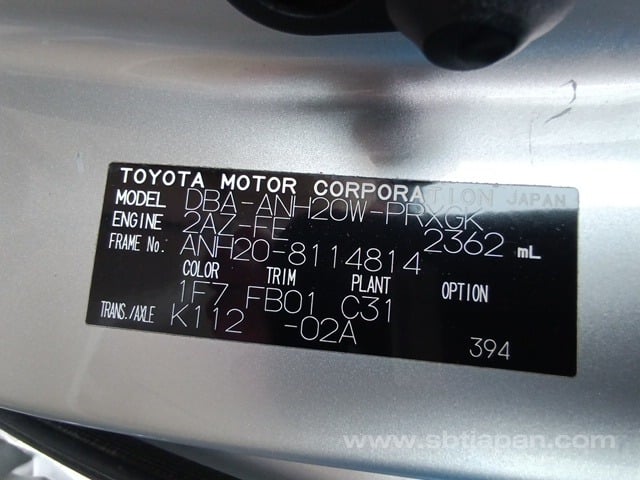 TOYOTA MOTOR CORPORATION JAPAN
MODEL DBA-ANH20W-PRXGK
ENGINE 2AZ-FE 2362 mL
FRAME No. ANH20-8114814
COLOR TRIM PLANT OPTION
1F7 FB01 C31
TRANS./AXLE K112 -02A
394
www.sbtjapan.com